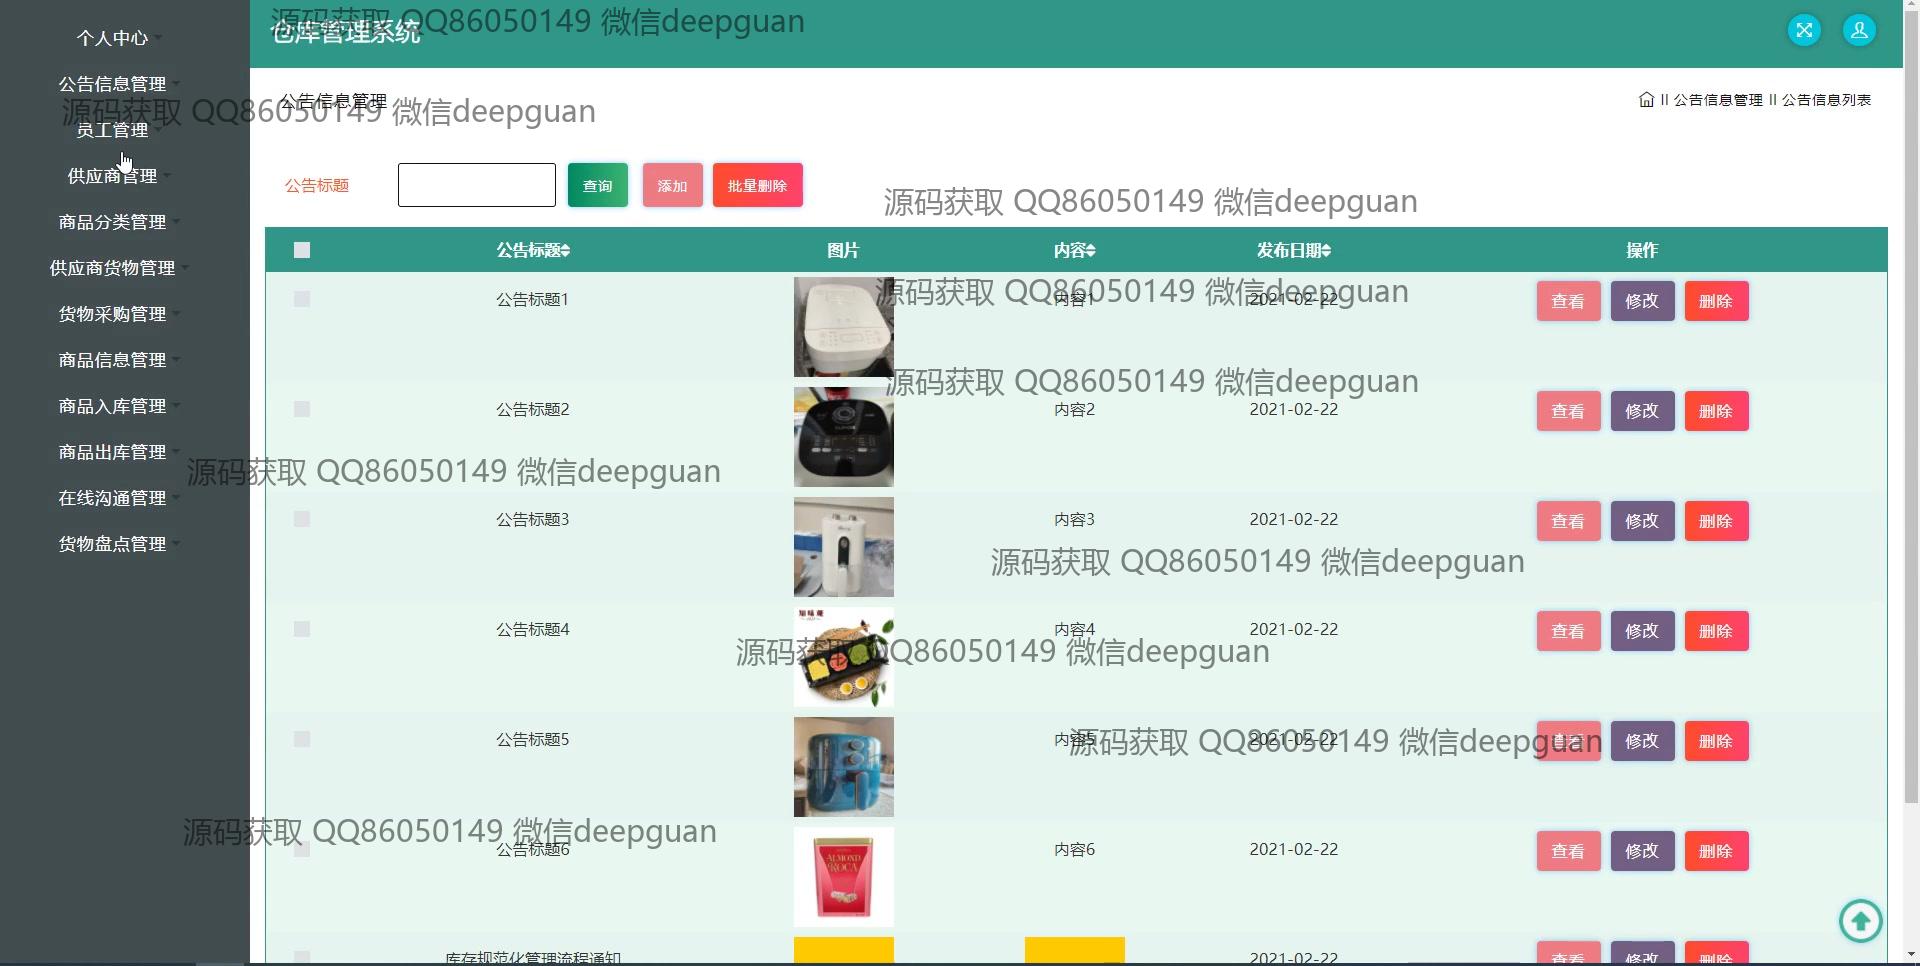 仓库管理系统
源码获取 QQ86050149 微信deepguan
个人中心
公告信息管理
员工管理
供应商管理
商品分类管理
供应商货物管理
货物采购管理
商品信息管理
商品入库管理
商品出库管理
在线沟通管理
货物盘点管理
公告信息管理
源码获取 QQ86050149 微信deepguan
公告信息管理 公告信息列表
公告标题 查询 添加 批量删除
源码获取 QQ86050149 微信deepguan
公告标题 图片 内容 发布日期 操作
公告标题1 内容1 2021-02-22 查看 修改 删除
源码获取 QQ86050149 微信deepguan
源码获取 QQ86050149 微信deepguan
公告标题2 内容2 2021-02-22 查看 修改 删除
源码获取 QQ86050149 微信deepguan
公告标题3 内容3 2021-02-22 查看 修改 删除
源码获取 QQ86050149 微信deepguan
公告标题4 内容4 2021-02-22 查看 修改 删除
源码获取 QQ86050149 微信deepguan
公告标题5 内容5 2021-02-22 查看 修改 删除
源码获取 QQ86050149 微信deepguan
源码获取 QQ86050149 微信deepguan
公告标题6 内容6 2021-02-22 查看 修改 删除
ALMOND
ROCA
库存规范化管理流程通知 2021-02-22 查看 修改 删除